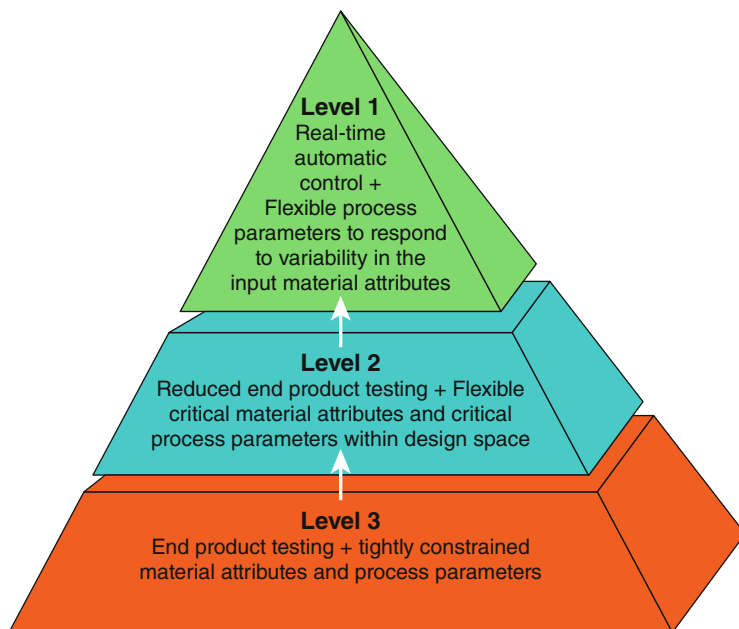 Level 1
Real-time
automatic
control +
Flexible process
parameters to respond
to variability in the
input material attributes
Level 2
Reduced end product testing + Flexible
critical material attributes and critical
process parameters within design space
Level 3
End product testing + tightly constrained
material attributes and process parameters